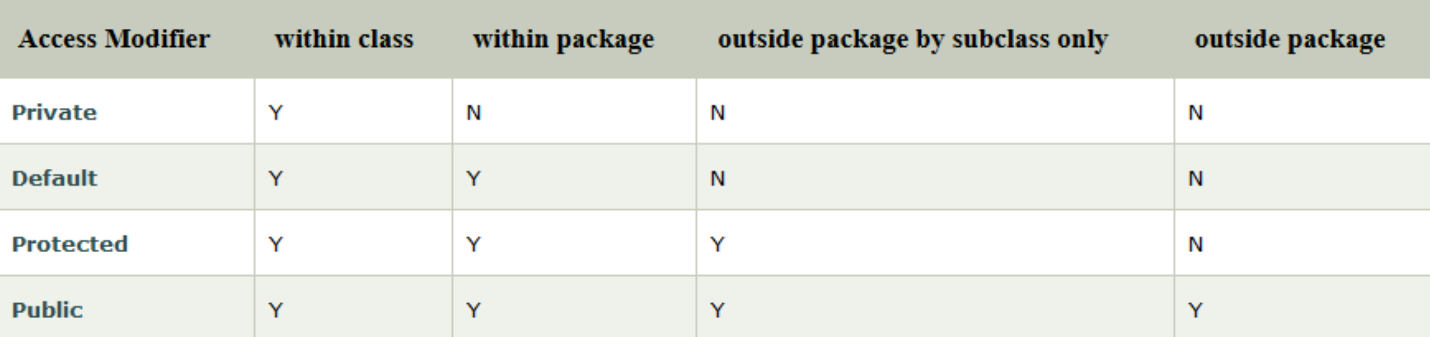 Access Modifier within class within package outside package by subclass only outside package
Private Y N N N
Default Y Y N N
Protected Y Y Y N
Public Y Y Y Y